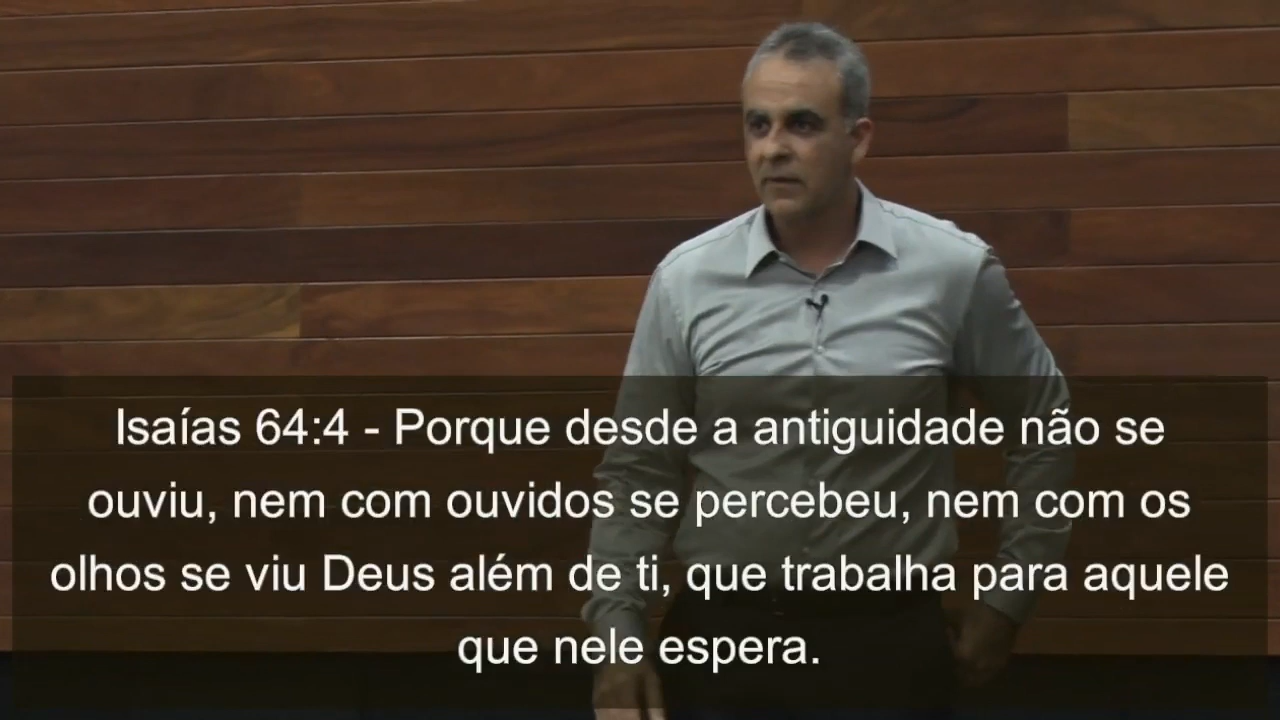 Isaías 64:4 - Porque desde a antiguidade não se
ouviu, nem com ouvidos se percebeu, nem com os
olhos se viu Deus além de ti, que trabalha para aquele
que nele espera.